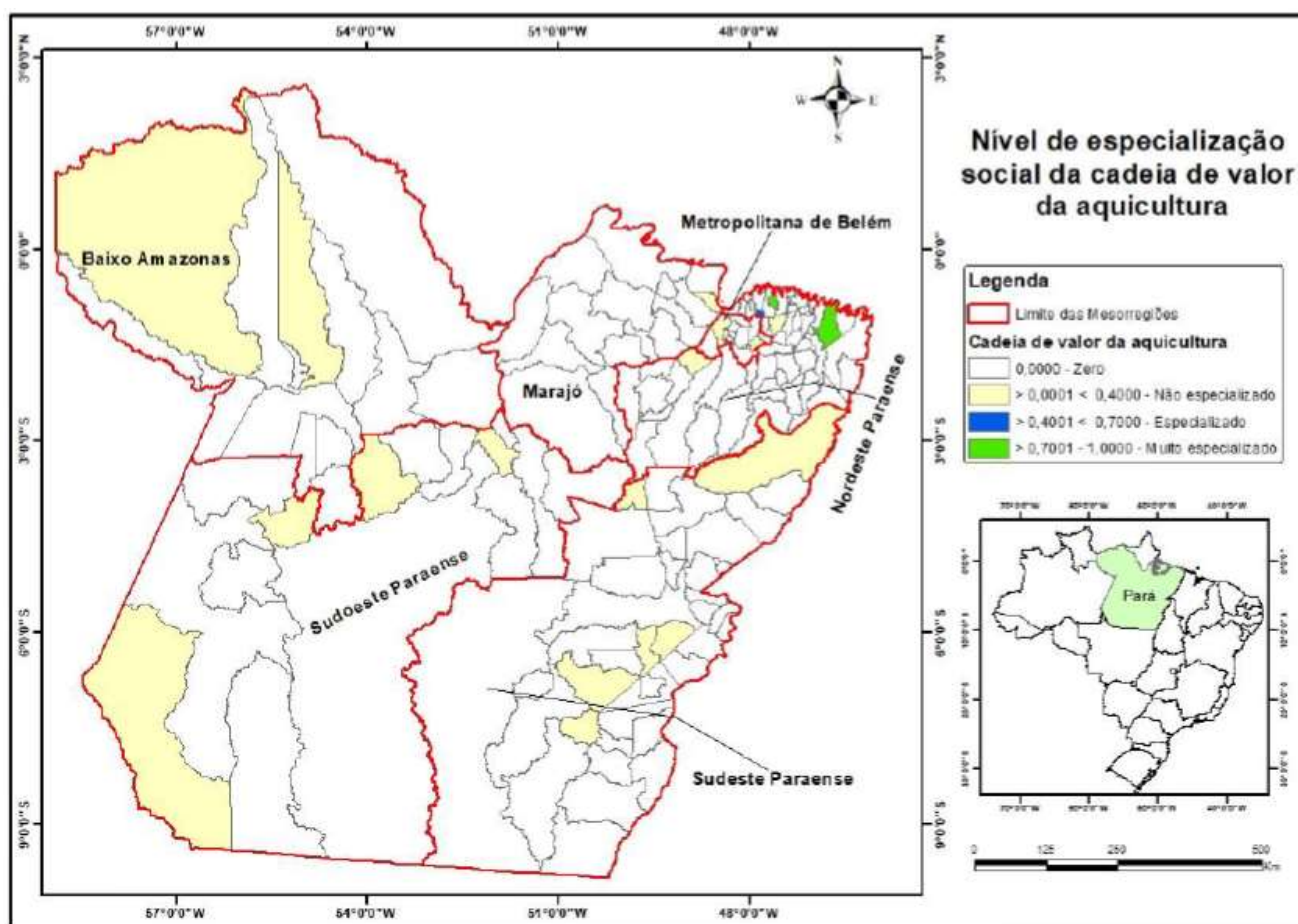 57°0'0"W 54°0'0"W 51°0'0"W 48°0'0"W
3°0'0"N
3°0'0"N
N
W E
S
Nível de especialização
social da cadeia de valor
da aquicultura
Metropolitana de Belém
0°0'0"
0°0'0"
Baixo Amazonas
Legenda
Limite das Mesorregiões
Cadeia de valor da aquicultura
0,0000 - Zero
> 0,0001 < 0,4000 - Não especializado
> 0,4001 < 0,7000 - Especializado
> 0,7001 - 1,0000 - Muito especializado
Marajó
Nordeste Paraense
3°0'0"S
3°0'0"S
Sudoeste Paraense
Pará
6°0'0"S
6°0'0"S
Sudeste Paraense
9°0'0"S
9°0'0"S
0 125 250 500
Km
57°0'0"W 54°0'0"W 51°0'0"W 48°0'0"W